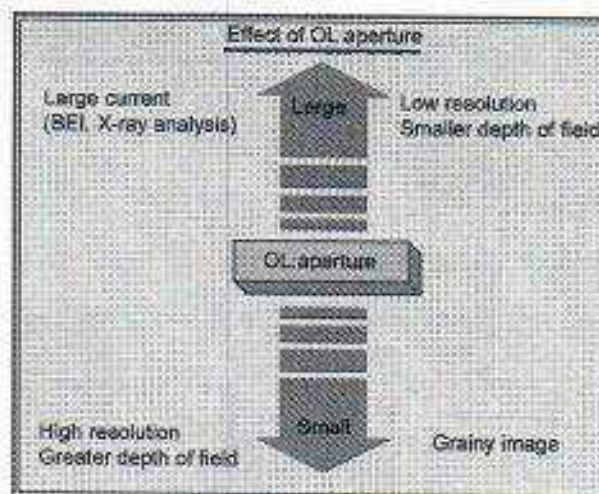 Effect of OL aperture
Large current
(BEI, X-ray analysis)
Large
Low resolution
Smaller depth of field
OL aperture
High resolution
Greater depth of field
Small
Grainy image